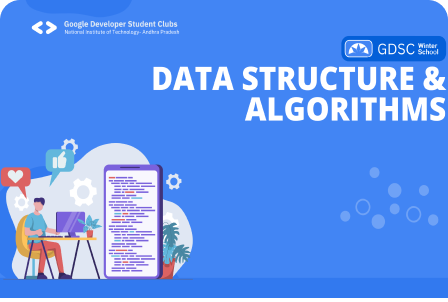 Google Developer Student Clubs
National Institute of Technology- Andhra Pradesh
GDSC Winter School
DATA STRUCTURE &
ALGORITHMS